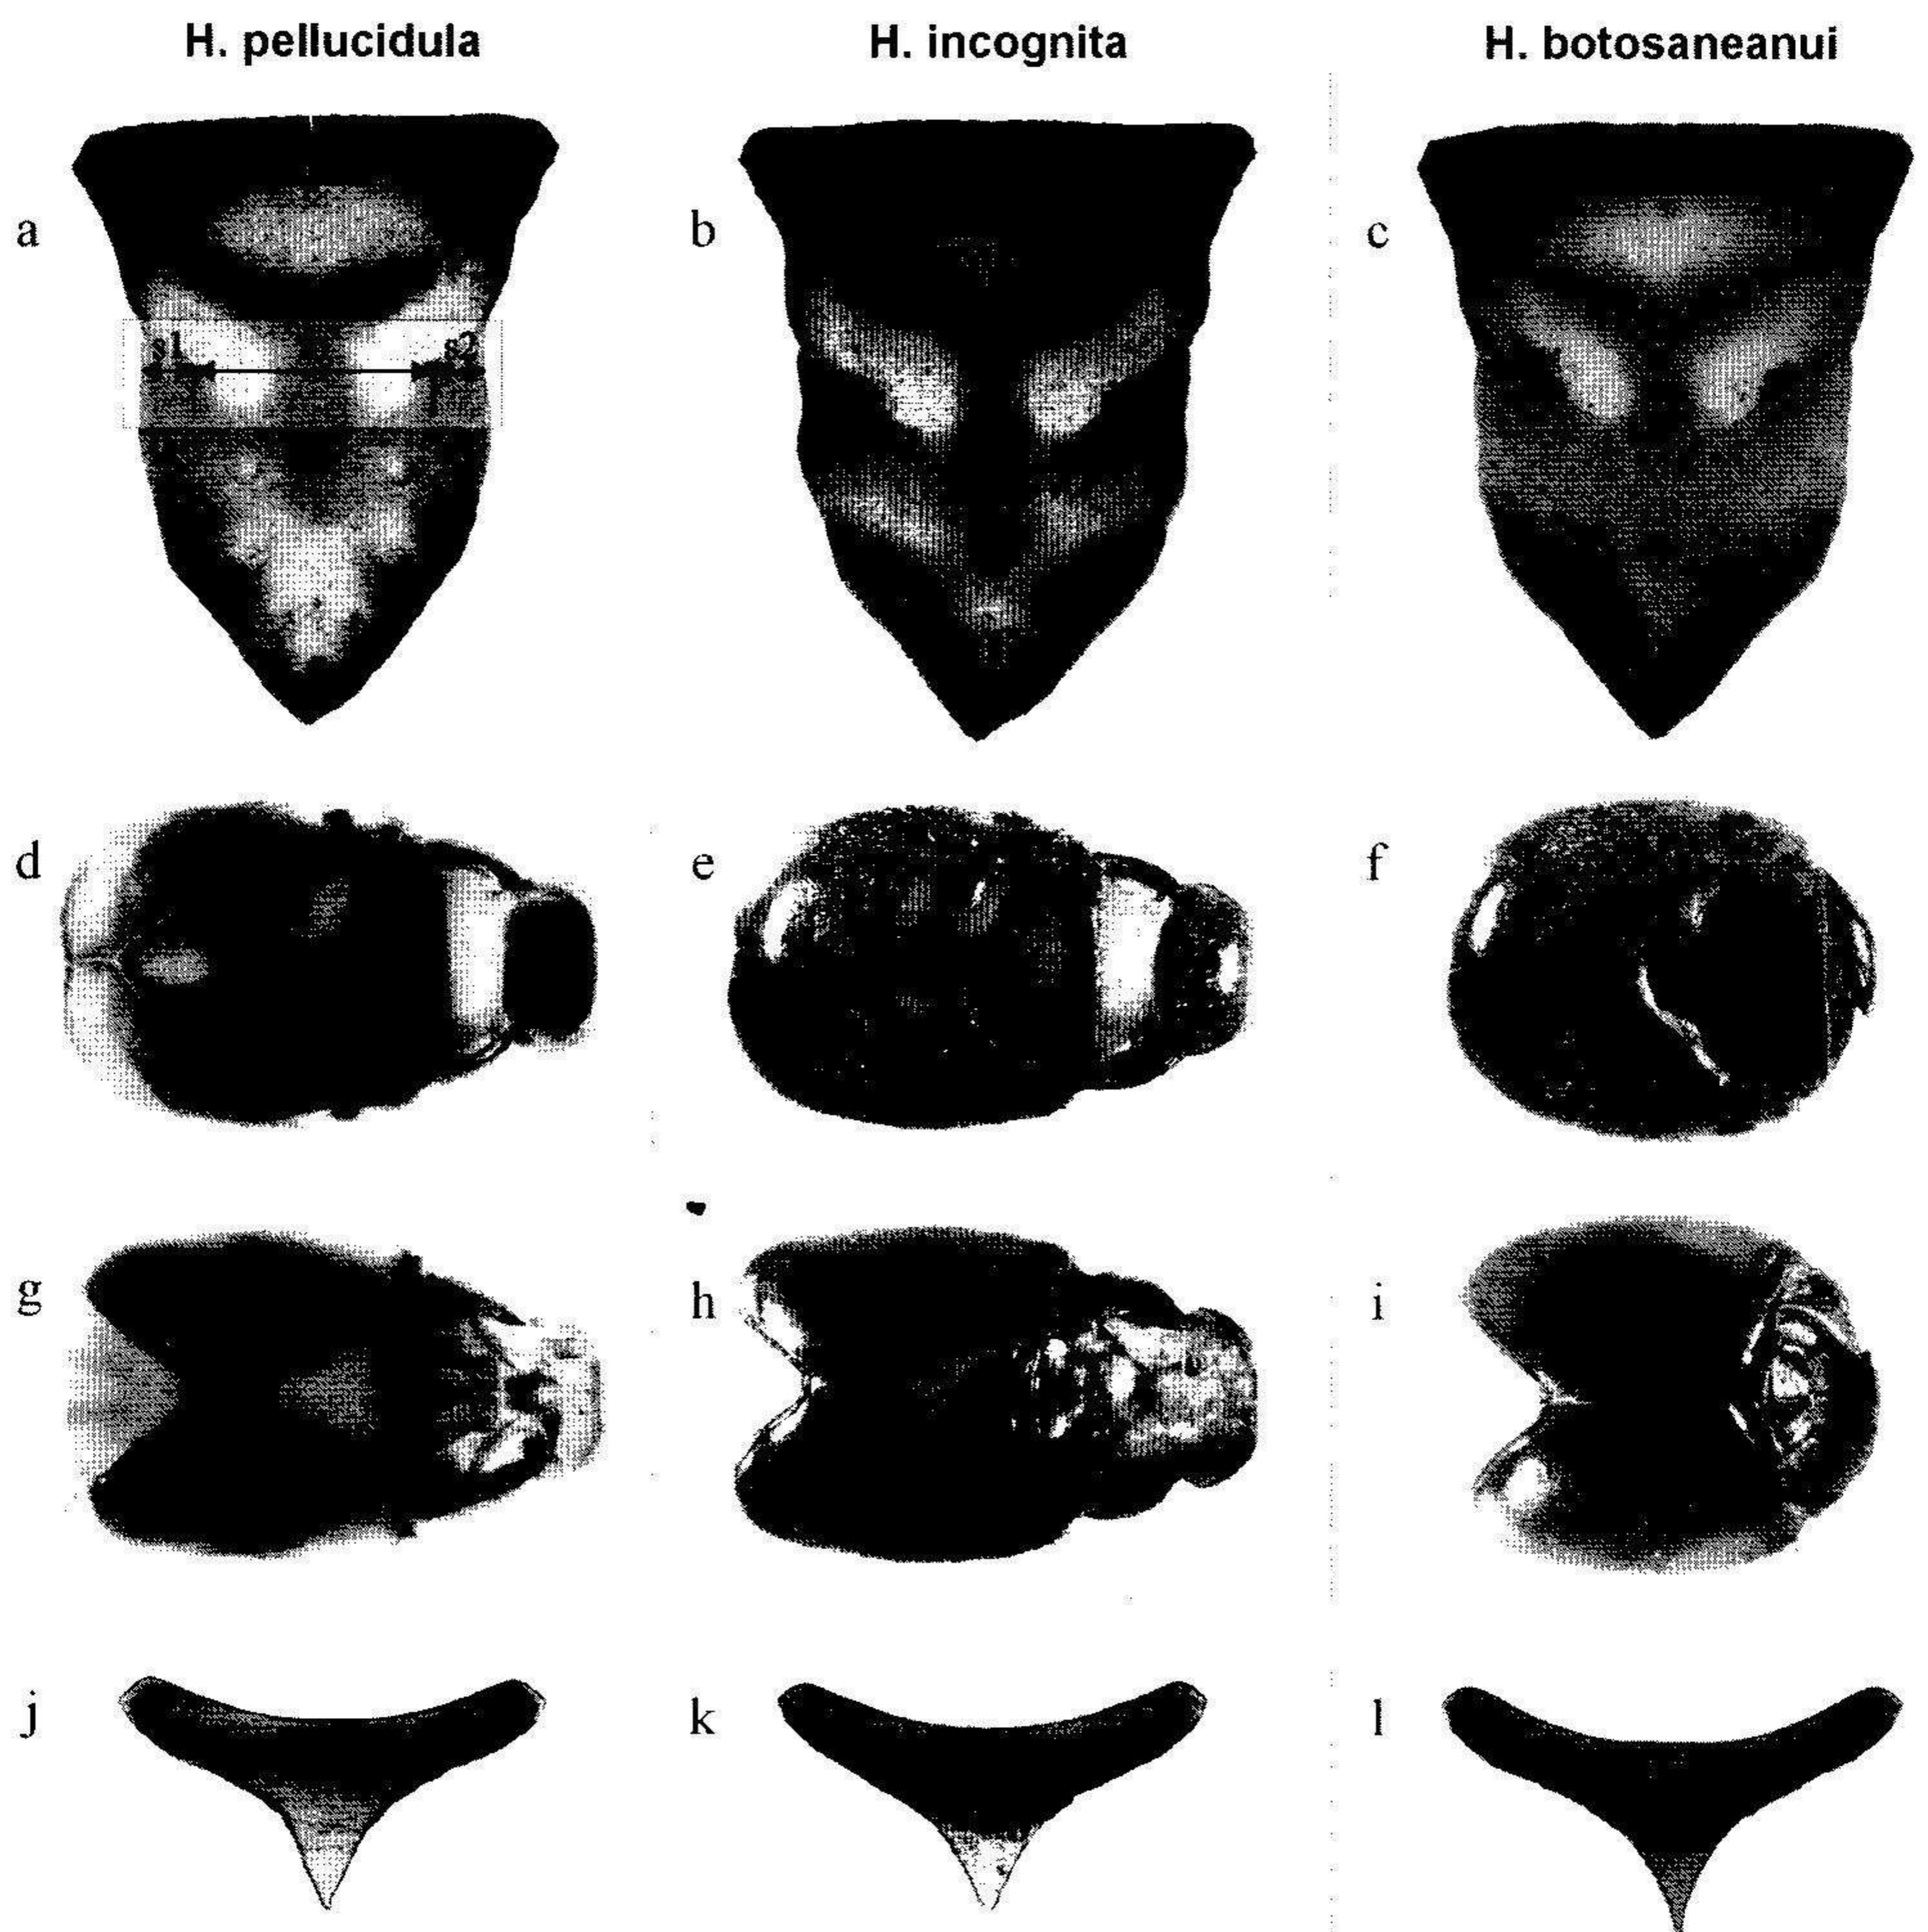 H. pellucidula H. incognita H. botosaneanui
a b c
s1 s2
d e f
g h i
j k l